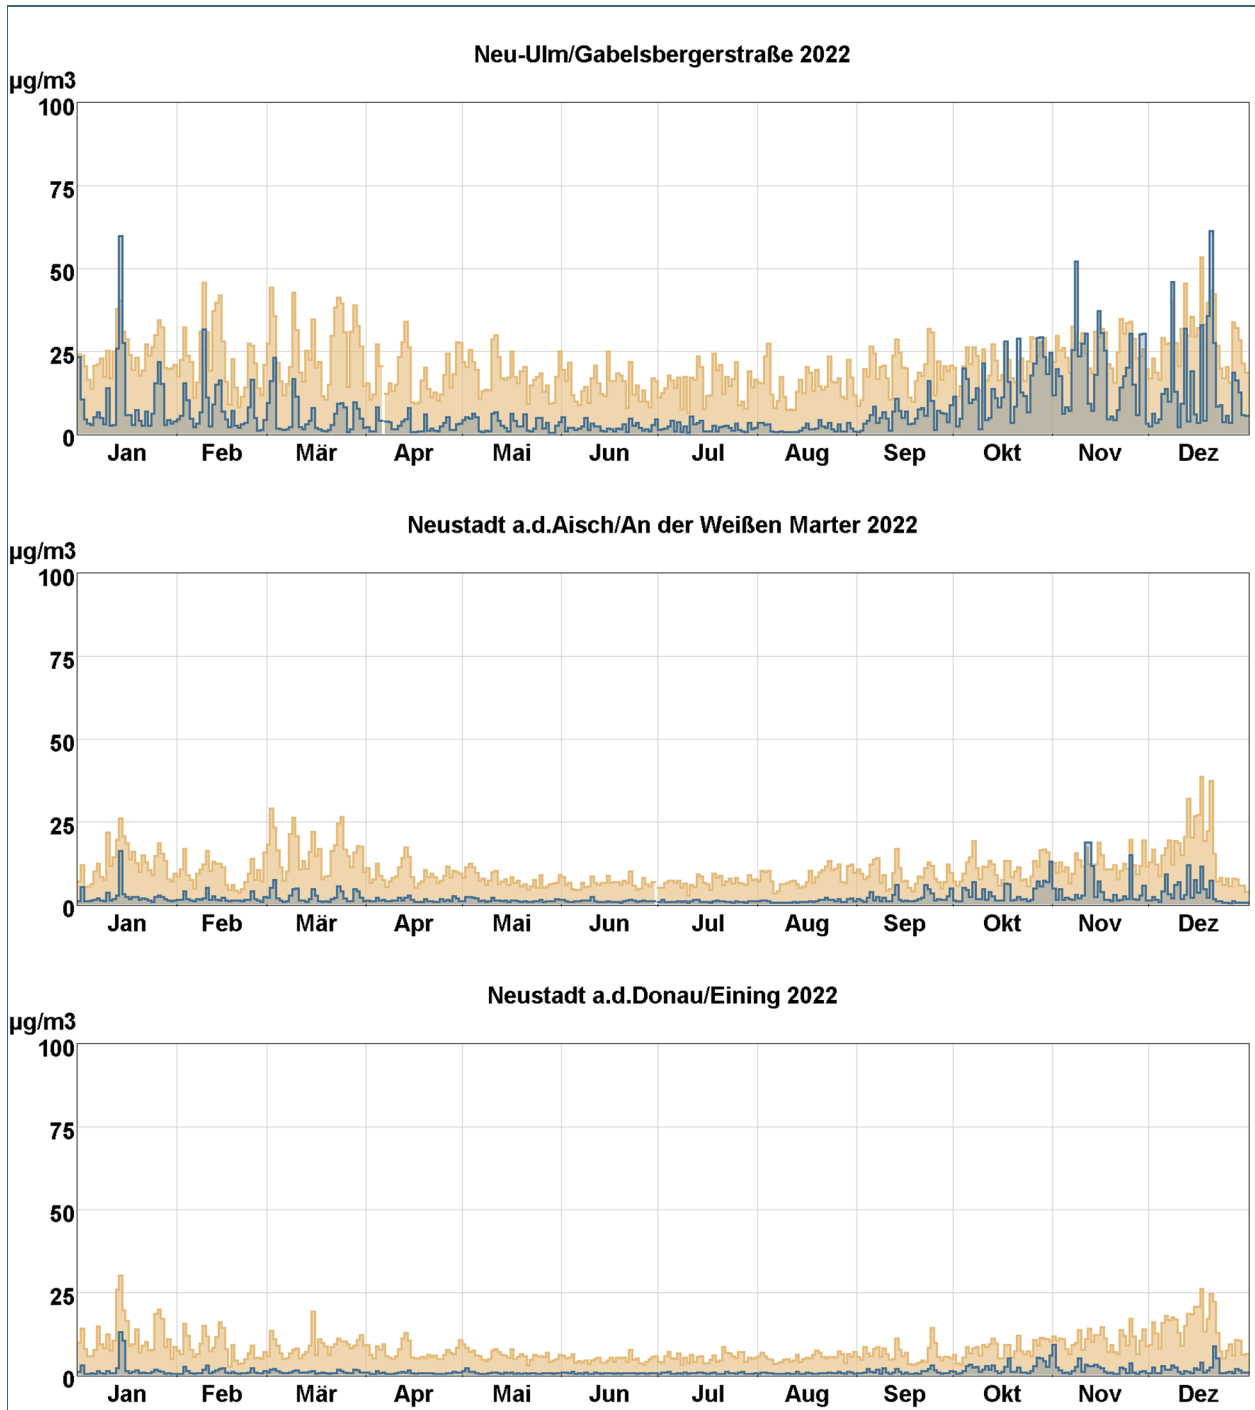 Neu-Ulm/Gabelsbergerstraße 2022
µg/m3
100
75
50
25
0
Jan Feb Mär Apr Mai Jun Jul Aug Sep Okt Nov Dez
Neustadt a.d.Aisch/An der Weißen Marter 2022
µg/m3
100
75
50
25
0
Jan Feb Mär Apr Mai Jun Jul Aug Sep Okt Nov Dez
Neustadt a.d.Donau/Eining 2022
µg/m3
100
75
50
25
0
Jan Feb Mär Apr Mai Jun Jul Aug Sep Okt Nov Dez